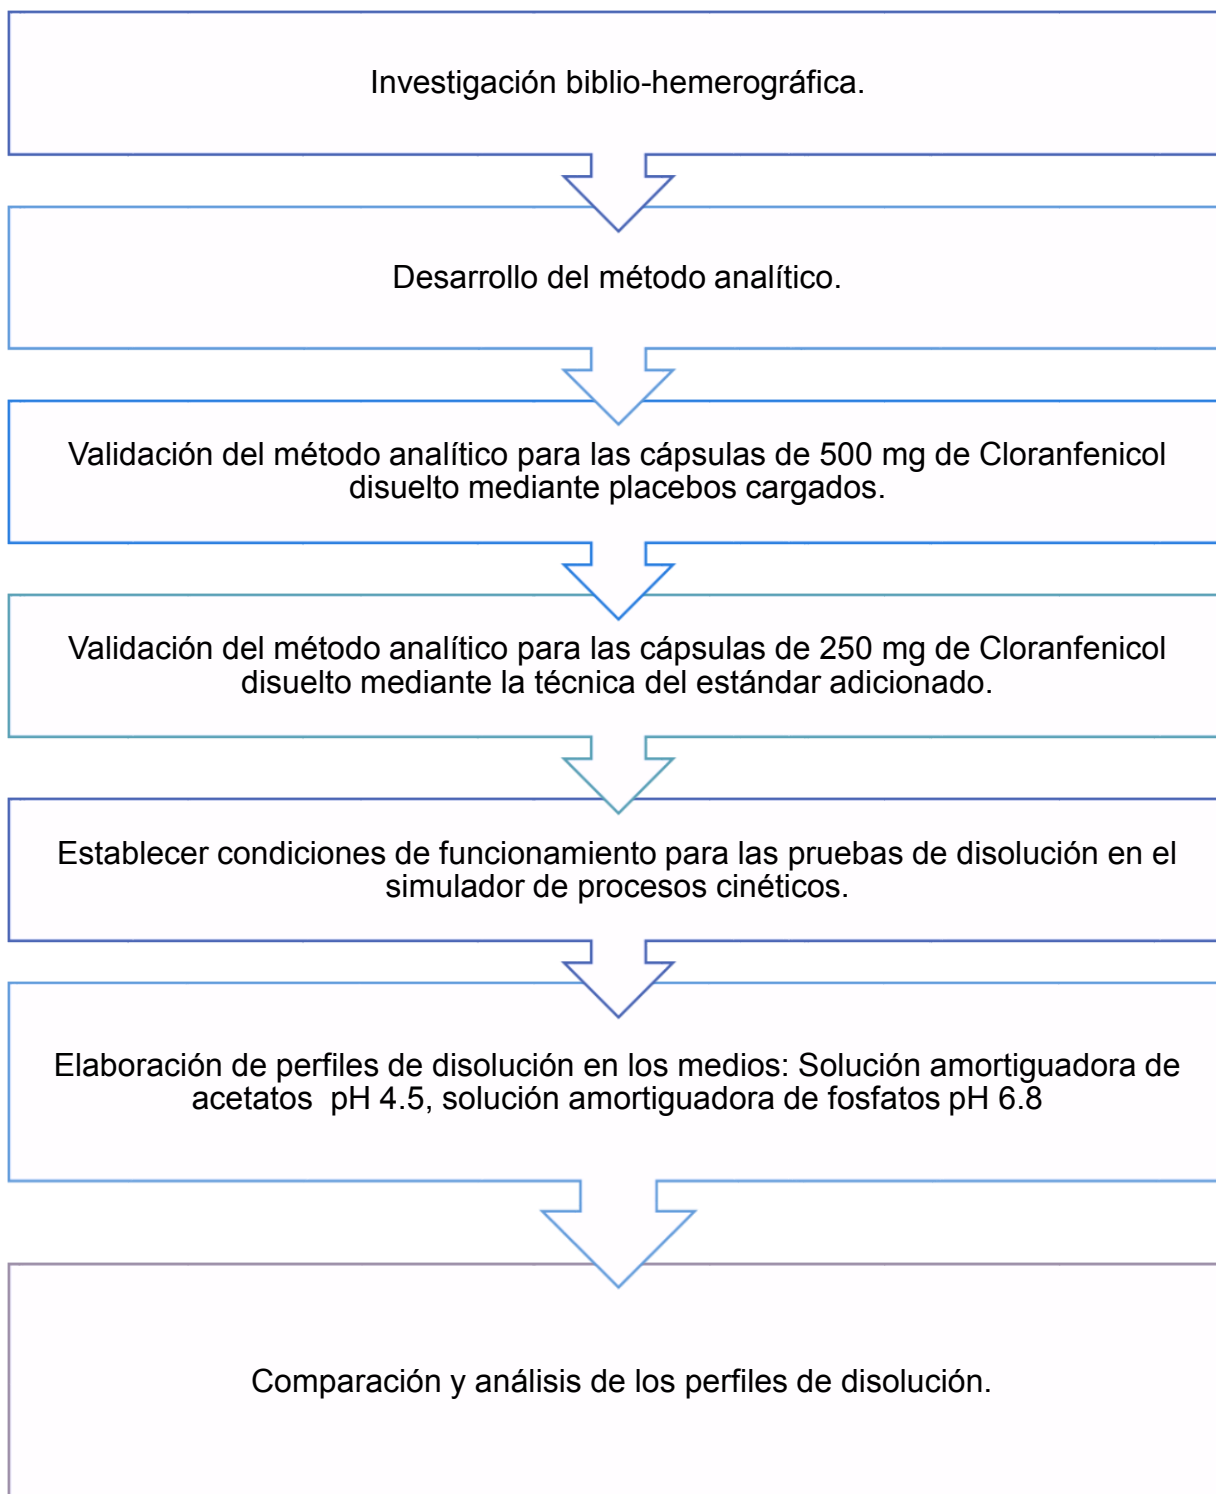 Investigación biblio-hemerográfica.
Desarrollo del método analítico.
Validación del método analítico para las cápsulas de 500 mg de Cloranfenicol
disuelto mediante placebos cargados.
Validación del método analítico para las cápsulas de 250 mg de Cloranfenicol
disuelto mediante la técnica del estándar adicionado.
Establecer condiciones de funcionamiento para las pruebas de disolución en el
simulador de procesos cinéticos.
Elaboración de perfiles de disolución en los medios: Solución amortiguadora de
acetatos  pH 4.5, solución amortiguadora de fosfatos pH 6.8
Comparación y análisis de los perfiles de disolución.